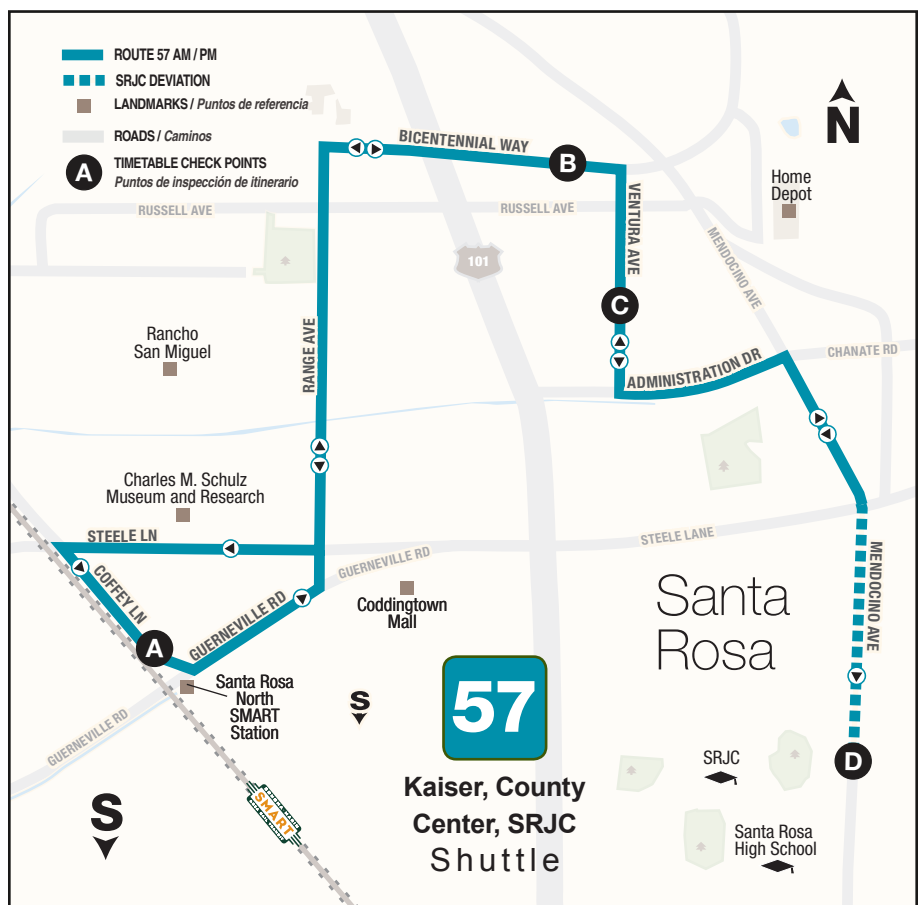 ROUTE 57 AM / PM
SRJC DEVIATION
LANDMARKS / Puntos de referencia
ROADS / Caminos
A
TIMETABLE CHECK POINTS
Puntos de inspección de itinerario
N
BICENTENNIAL WAY
B
Home
Depot
RUSSELL AVE
RUSSELL AVE
VENTURA AVE
MENDOCINO AVE
101
C
Rancho
San Miguel
RANGE AVE
CHANATE RD
ADMINISTRATION DR
Charles M. Schulz
Museum and Research
STEELE LN
STEELE LANE
GUERNEVILLE RD
COFFEY LN
MENDOCINO AVE
Coddingtown
Mall
Santa
Rosa
GUERNEVILLE RD
A
Santa Rosa
North
SMART
Station
S
57
GUERNEVILLE RD
SRJC
D
Kaiser, County
Center, SRJC
Shuttle
S
SMART
Santa Rosa
High School